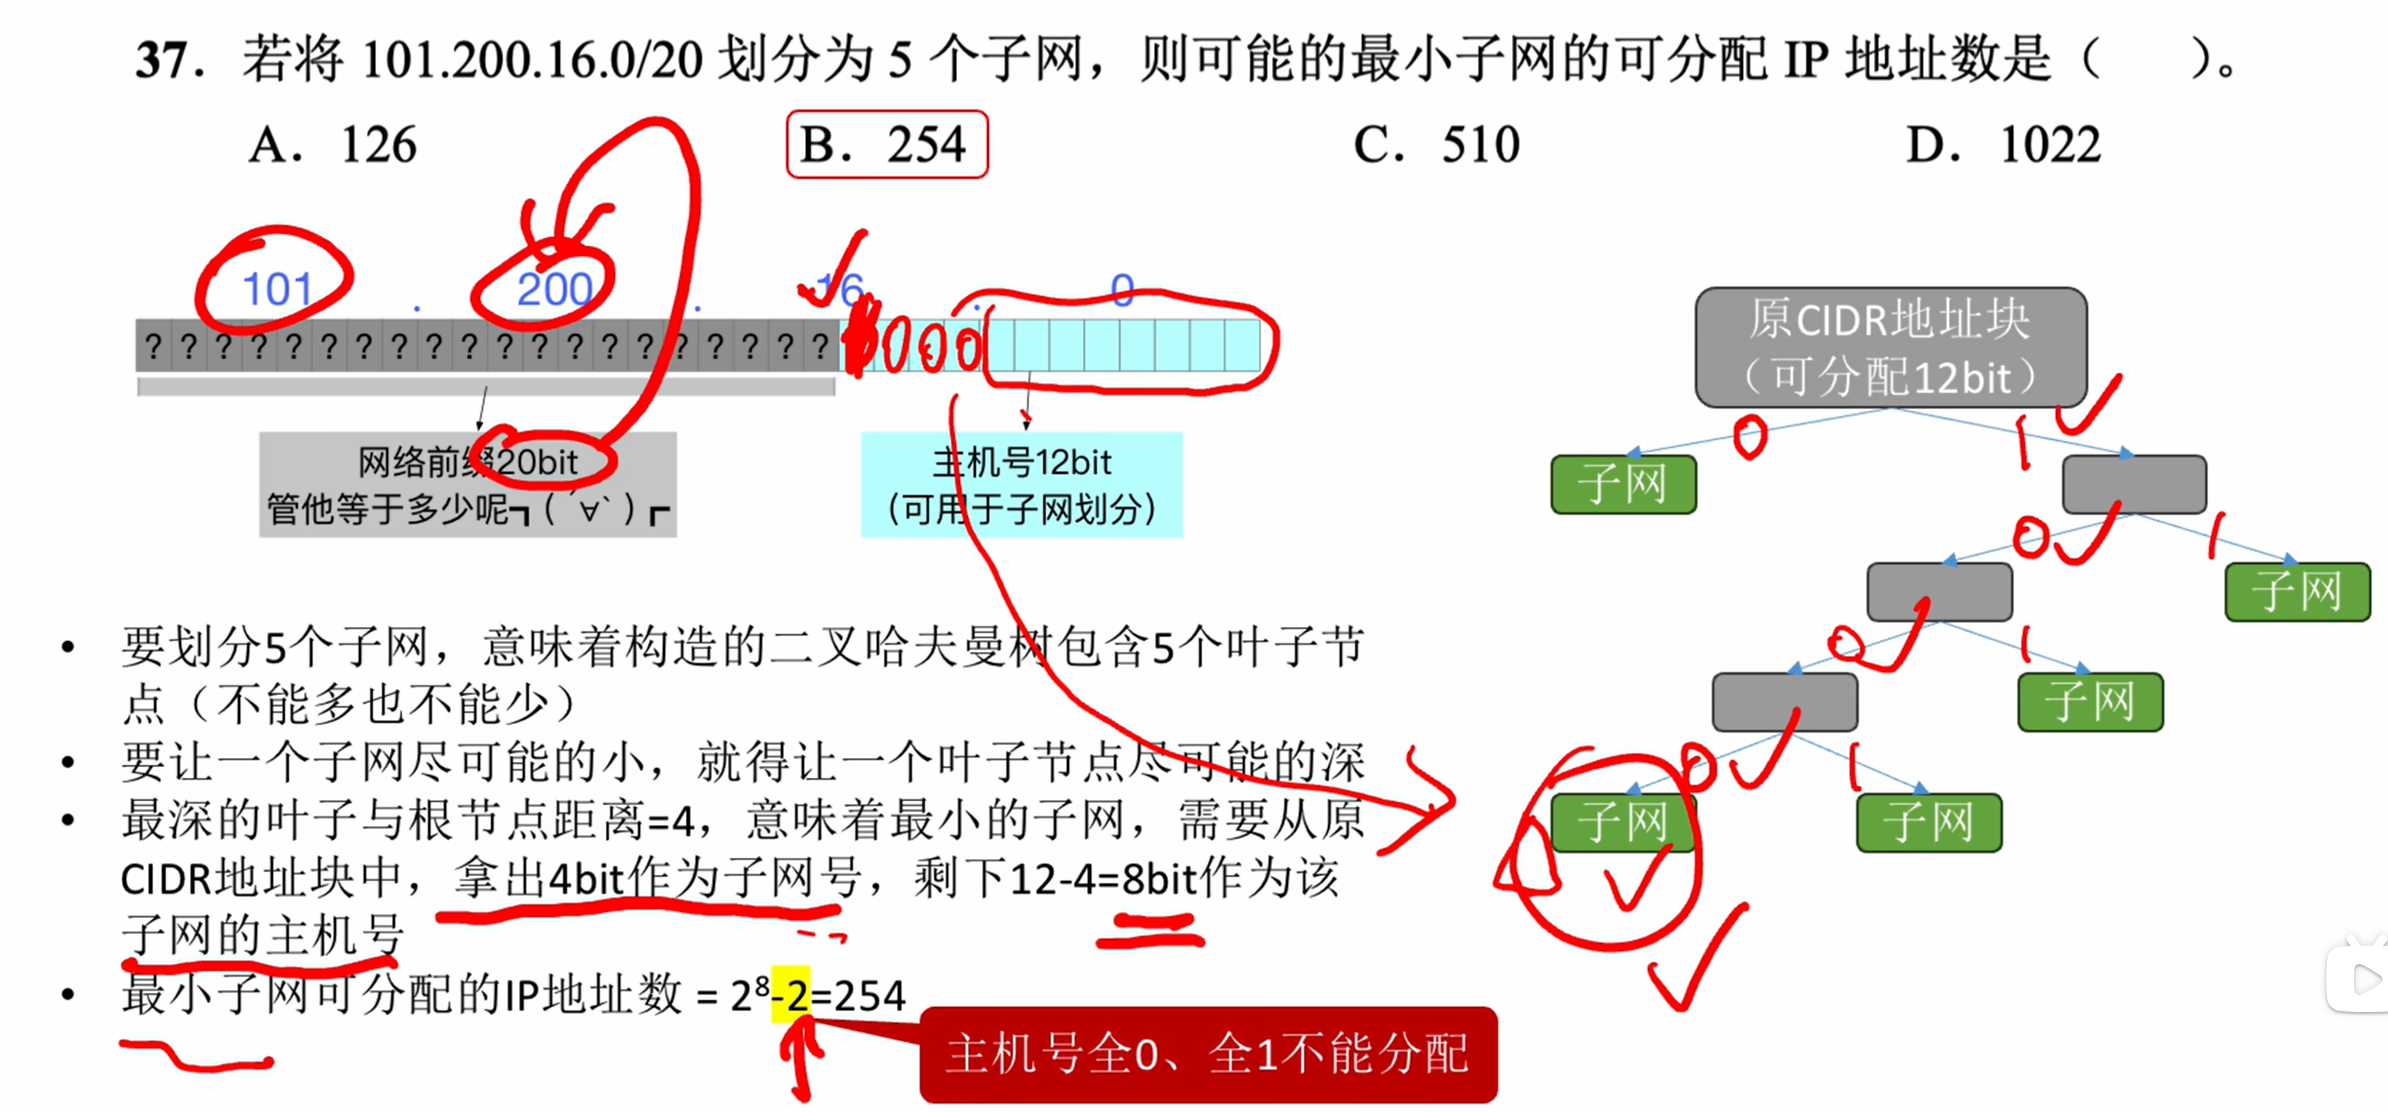 37. 若将 101.200.16.0/20 划分为 5 个子网，则可能的最小子网的可分配 IP 地址数是（ ）。
A. 126 B. 254 C. 510 D. 1022
101 . 200 . 16 . 0
? ? ? ? ? ? ? ? ? ? ? ? ? ? ? ? ? ? ? ? 0 0 0
网络前缀20bit
管他等于多少呢┓( ´∀` )┏
主机号12bit
(可用于子网划分)
原CIDR地址块
（可分配12bit）
0 1
子网
0 1
子网
0 1
子网
0 1
子网 子网
• 要划分5个子网，意味着构造的二叉哈夫曼树包含5个叶子节
点（不能多也不能少）
• 要让一个子网尽可能的小，就得让一个叶子节点尽可能的深
• 最深的叶子与根节点距离=4，意味着最小的子网，需要从原
CIDR地址块中，拿出4bit作为子网号，剩下12-4=8bit作为该
子网的主机号
• 最小子网可分配的IP地址数 = 2⁸-2=254
主机号全0、全1不能分配